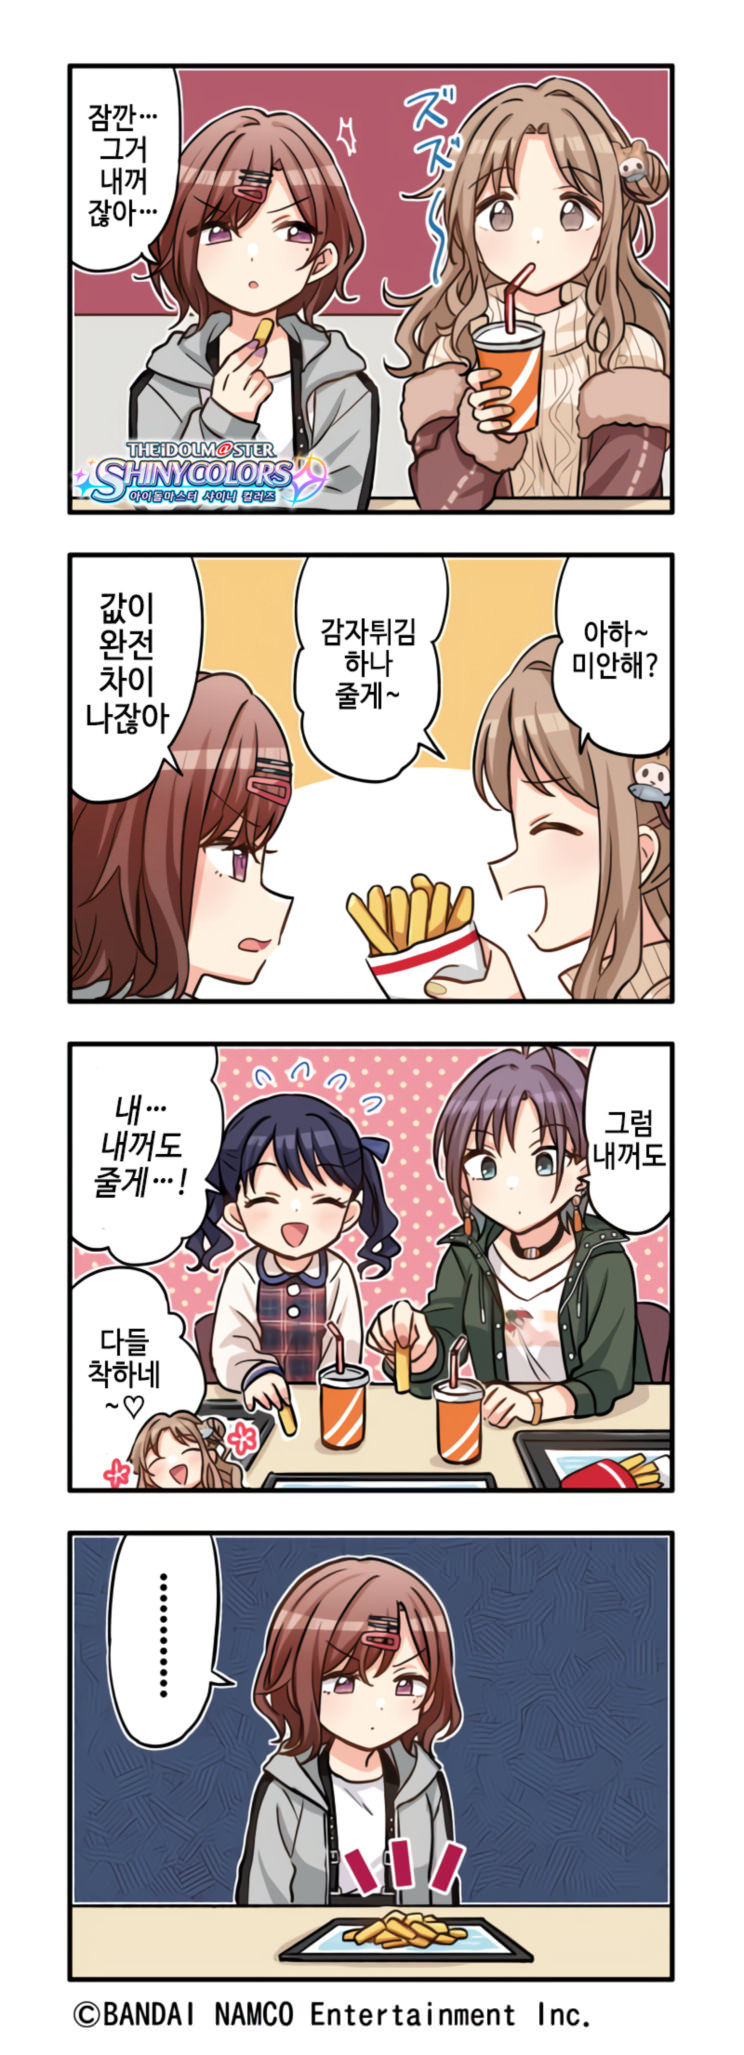 잠깐…
그거
내꺼
잖아…
ズズ～
THE iDOLM@STER
SHINYCOLORS
아이돌마스터 샤이니 컬러즈
아하~
미안해?
감자튀김
하나
줄게~
값이
완전
차이
나잖아
그럼
내꺼도
내…
내꺼도
줄게…!
다들
착하네
~♡
…………
©BANDAI NAMCO Entertainment Inc.